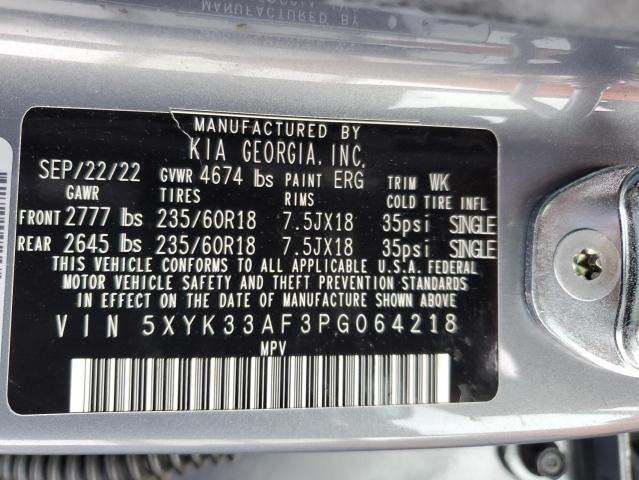 MANUFACTURED BY
KIA GEORGIA, INC,
SEP/22/22 GVWR 4674 lbs PAINT ERG TRIM WK
GAWR TIRES RIMS COLD TIRE INFL
FRONT 2777 lbs 235/60R18 7.5JX18 35psi SINGLE
REAR 2645 lbs 235/60R18 7.5JX18 35psi SINGLE
THIS VEHICLE CONFORMS TO ALL APPLICABLE U.S.A. FEDERAL
MOTOR VEHICLE SAFETY AND THEFT PREVENTION STANDARDS
IN EFFECT ON THE DATE OF MANUFACTURE SHOWN ABOVE
VIN 5XYK33AF3PG064218
MPV